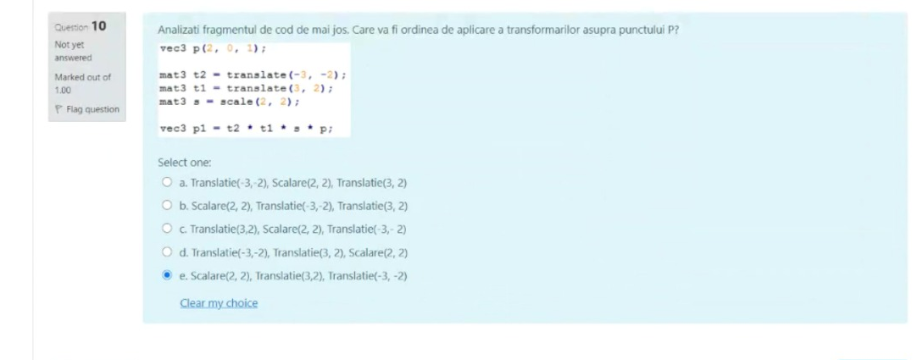 Question 10
Not yet
answered
Marked out of
1.00
Flag question
Analizati fragmentul de cod de mai jos. Care va fi ordinea de aplicare a transformarilor asupra punctului P?
vec3 p(2, 0, 1);
mat3 t2 = translate(-3, -2);
mat3 t1 = translate(3, 2);
mat3 s = scale(2, 2);
vec3 p1 = t2 * t1 * s * p;
Select one:
a. Translatie(-3,-2), Scalare(2, 2), Translatie(3, 2)
b. Scalare(2, 2), Translatie(-3,-2), Translatie(3, 2)
c. Translatie(3,2), Scalare(2, 2), Translatie(-3,- 2)
d. Translatie(-3,-2), Translatie(3, 2), Scalare(2, 2)
e. Scalare(2, 2), Translatie(3,2), Translatie(-3, -2)
Clear my choice